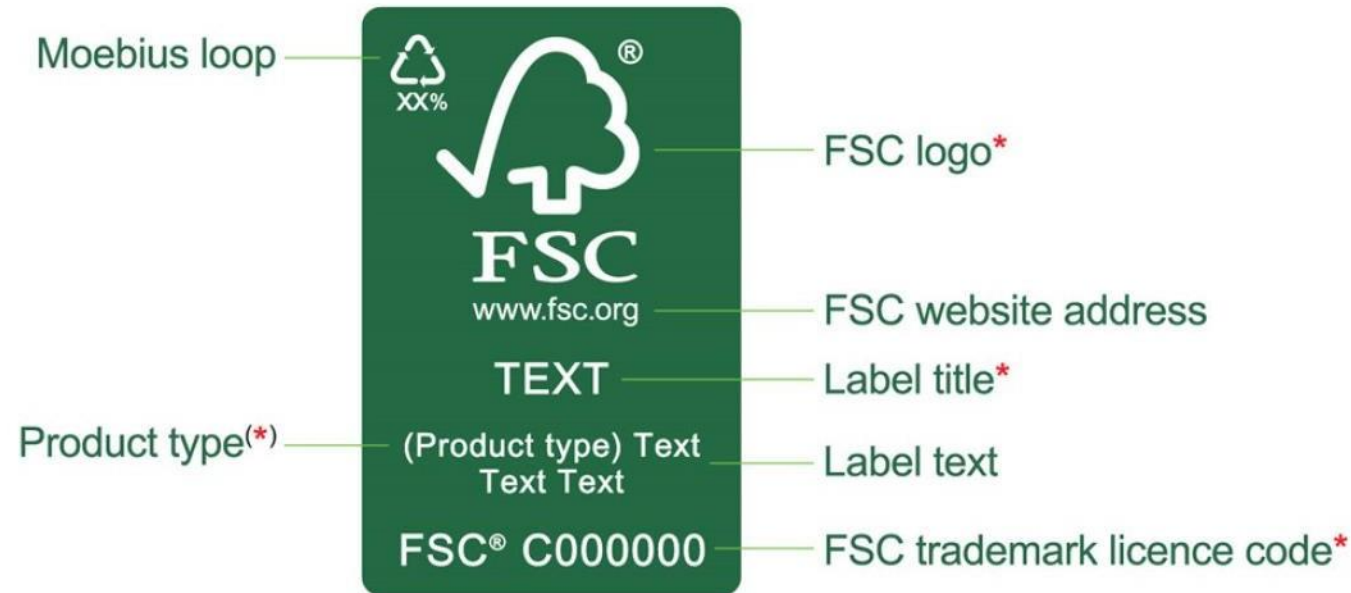 Moebius loop
XX%
®
FSC logo*
FSC
www.fsc.org
FSC website address
TEXT
Label title*
Product type(*)
(Product type) Text
Text Text
Label text
FSC® C000000
FSC trademark licence code*